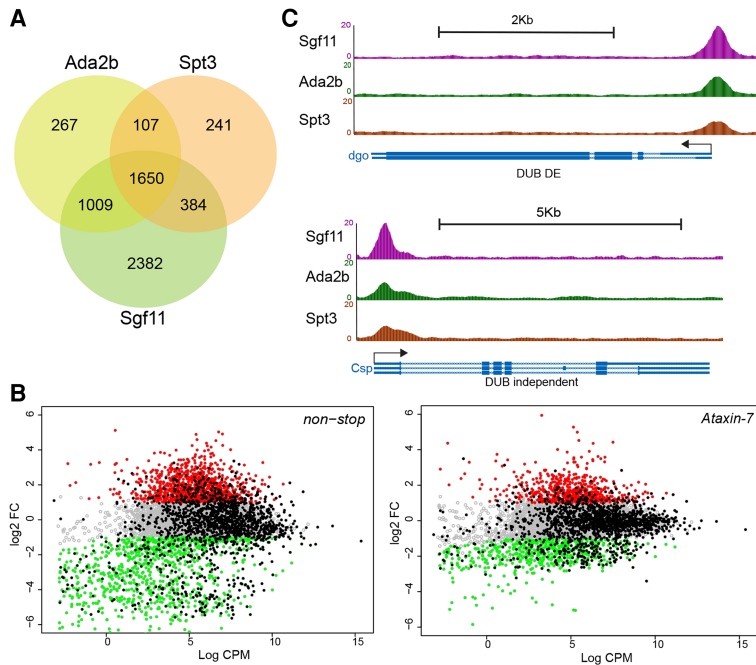 A
Ada2b
Spt3
267
107
241
1650
1009
384
2382
Sgf11
C
2Kb
Sgf11
20
0
Ada2b
20
0
Spt3
20
0
dgo
DUB DE
5Kb
Sgf11
20
0
Ada2b
20
0
Spt3
20
0
Csp
DUB independent
B
non−stop
log2 FC
6
4
2
0
−2
−4
−6
0
5
10
15
Log CPM
Ataxin-7
log2 FC
6
4
2
0
−2
−4
−6
0
5
10
15
Log CPM